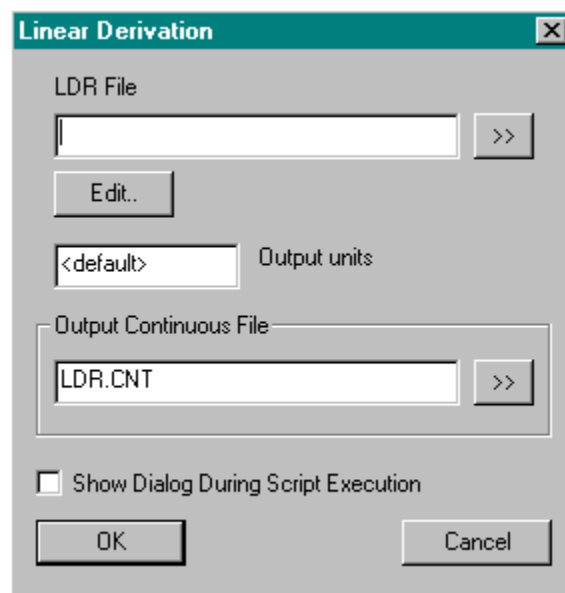 Linear Derivation
LDR File
>>
Edit..
<default> Output units
Output Continuous File
LDR.CNT >>
Show Dialog During Script Execution
OK Cancel